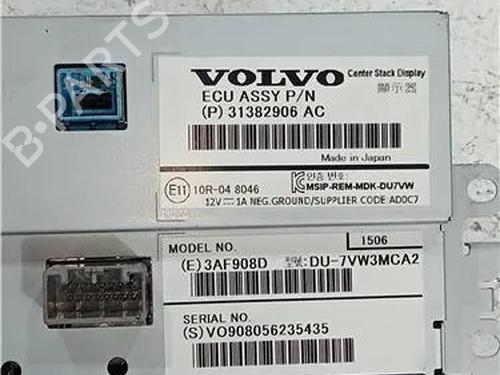 B-PARTS
VOLVO Center Stack Display
顯示器
ECU ASSY P/N
(P) 31382906 AC
Made in Japan
E11 10R-04 8046
인증 번호:
MSIP-REM-MDK-DU7VW
12V 1A NEG.GROUND/SUPPLIER CODE: AD0C7
MODEL NO. 1506
(E)3AF908D 型号: DU-7VW3MCA2
SERIAL NO.
(S)VO908056235435